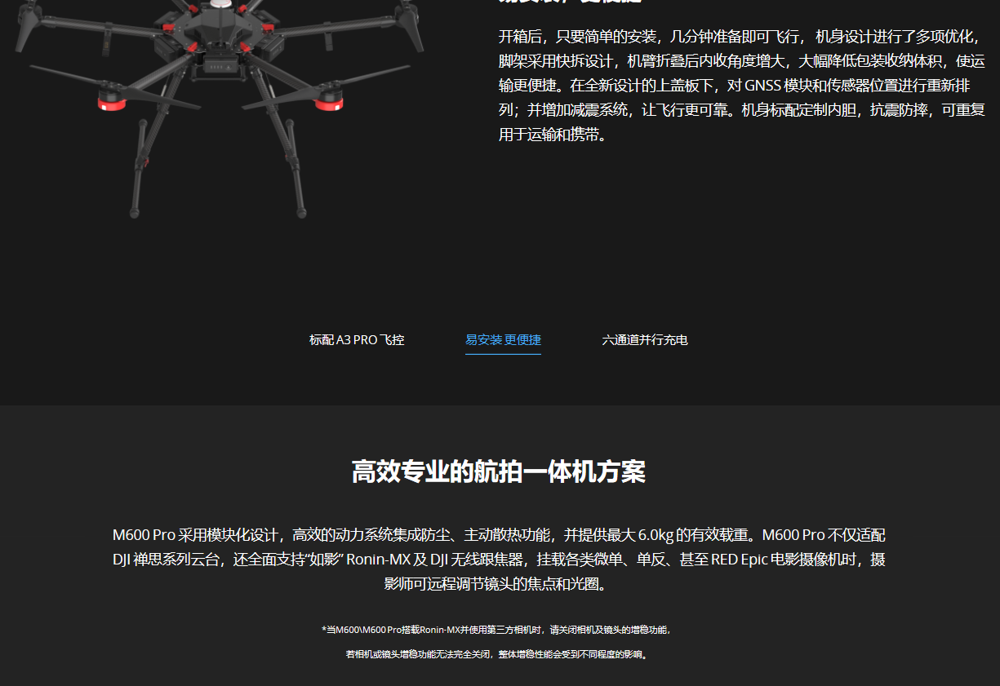 开箱后，只要简单的安装，几分钟准备即可飞行， 机身设计进行了多项优化，
脚架采用快拆设计，机臂折叠后内收角度增大，大幅降低包装收纳体积，使运
输更便捷。在全新设计的上盖板下，对 GNSS 模块和传感器位置进行重新排
列；并增加减震系统，让飞行更可靠。机身标配定制内胆，抗震防摔，可重复
用于运输和携带。
标配 A3 PRO 飞控
易安装 更便捷
六通道并行充电
高效专业的航拍一体机方案
M600 Pro 采用模块化设计，高效的动力系统集成防尘、主动散热功能，并提供最大 6.0kg 的有效载重。M600 Pro 不仅适配
DJI 禅思系列云台，还全面支持“如影” Ronin-MX 及 DJI 无线跟焦器，挂载各类微单、单反、甚至 RED Epic 电影摄像机时，摄
影师可远程调节镜头的焦点和光圈。
*当M600\M600 Pro搭载Ronin-MX并使用第三方相机时，请关闭相机及镜头的增稳功能，
若相机或镜头增稳功能无法完全关闭，整体增稳性能会受到不同程度的影响。